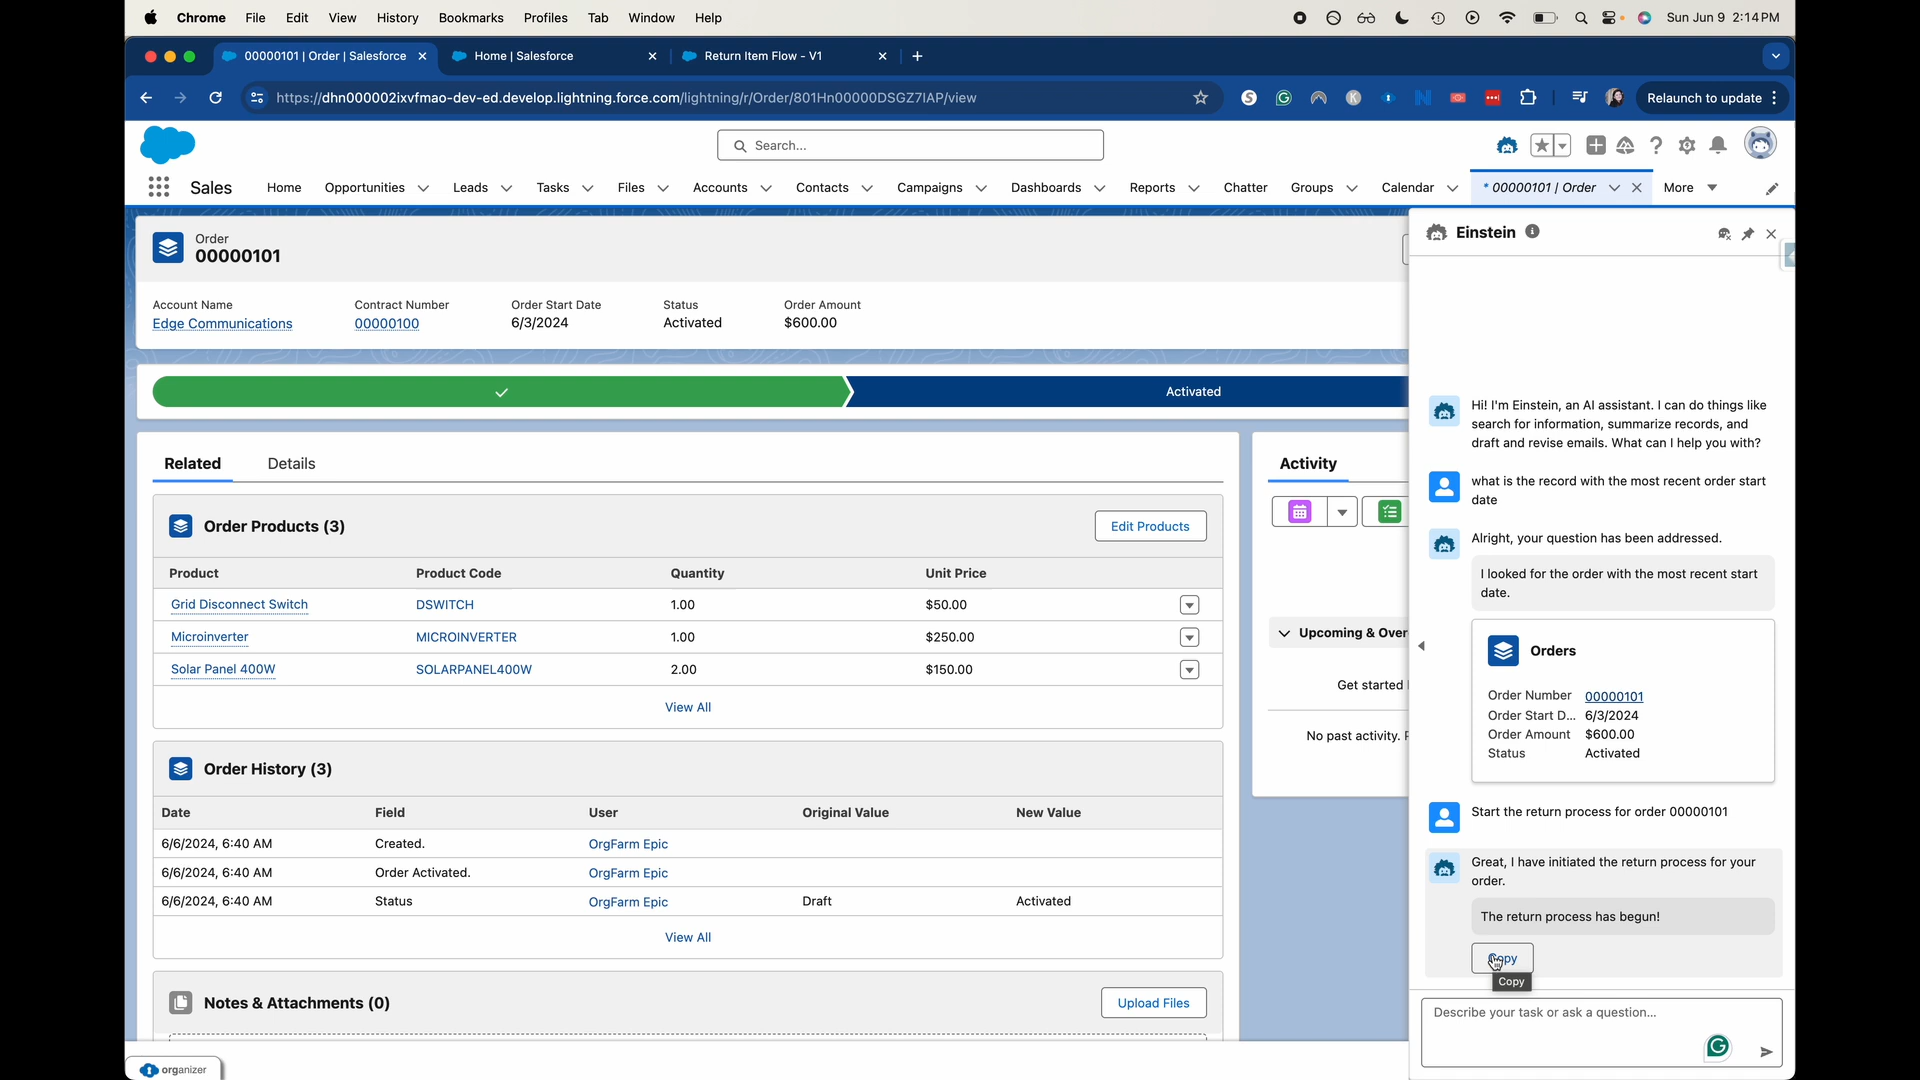 Chrome File Edit View History Bookmarks Profiles Tab Window Help Sun Jun 9 2:14 PM
00000101 | Order | Salesforce Home | Salesforce Return Item Flow - V1
https://dhn000002ixvfmao-dev-ed.develop.lightning.force.com/lightning/r/Order/801Hn00000DSGZ7IAP/view Relaunch to update
Search...
Sales Home Opportunities Leads Tasks Files Accounts Contacts Campaigns Dashboards Reports Chatter Groups Calendar * 00000101 | Order More
Order
00000101
Account Name Contract Number Order Start Date Status Order Amount
Edge Communications 00000100 6/3/2024 Activated $600.00
Activated
Related Details
Order Products (3) Edit Products
Product Product Code Quantity Unit Price
Grid Disconnect Switch DSWITCH 1.00 $50.00
Microinverter MICROINVERTER 1.00 $250.00
Solar Panel 400W SOLARPANEL400W 2.00 $150.00
View All
Order History (3)
Date Field User Original Value New Value
6/6/2024, 6:40 AM Created. OrgFarm Epic
6/6/2024, 6:40 AM Order Activated. OrgFarm Epic
6/6/2024, 6:40 AM Status OrgFarm Epic Draft Activated
View All
Notes & Attachments (0) Upload Files
organizer
Activity
Upcoming & Over
Get started
No past activity.
Einstein
Hi! I'm Einstein, an AI assistant. I can do things like
search for information, summarize records, and
draft and revise emails. What can I help you with?
what is the record with the most recent order start
date
Alright, your question has been addressed.
I looked for the order with the most recent start
date.
Orders
Order Number 00000101
Order Start D... 6/3/2024
Order Amount $600.00
Status Activated
Start the return process for order 00000101
Great, I have initiated the return process for your
order.
The return process has begun!
Copy
Copy
Describe your task or ask a question...